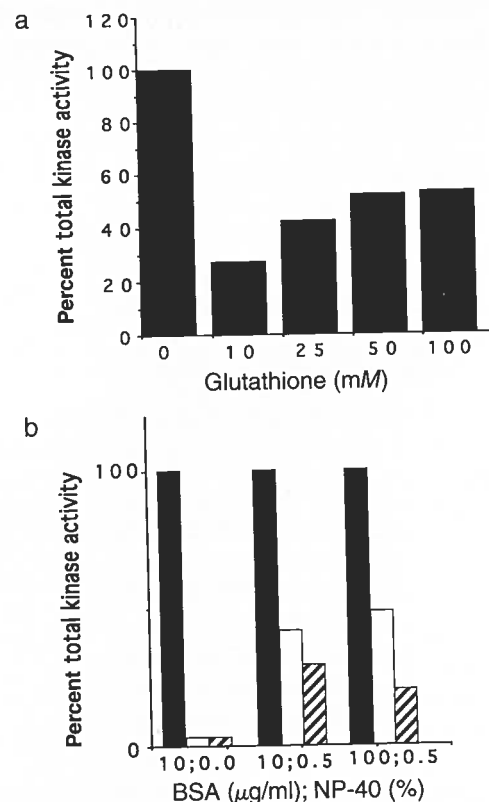 a
Percent total kinase activity
120
100
80
60
40
20
0
0 10 25 50 100
Glutathione (mM)
b
Percent total kinase activity
100
0
10;0.0 10;0.5 100;0.5
BSA (μg/ml); NP-40 (%)